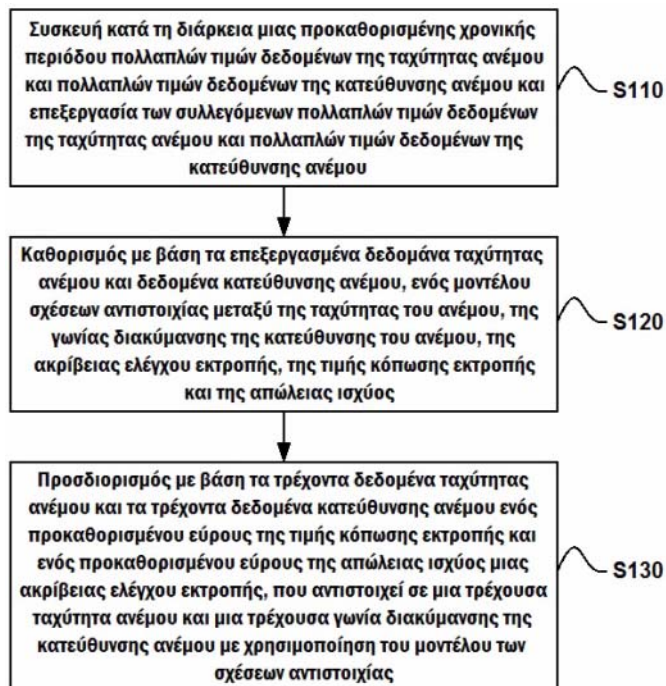 Συσκευή κατά τη διάρκεια μιας προκαθορισμένης χρονικής
περιόδου πολλαπλών τιμών δεδομένων της ταχύτητας ανέμου
και πολλαπλών τιμών δεδομένων της κατεύθυνσης ανέμου και
επεξεργασία των συλλεγόμενων πολλαπλών τιμών δεδομένων
της ταχύτητας ανέμου και πολλαπλών τιμών δεδομένων της
κατεύθυνσης ανέμου
S110
Καθορισμός με βάση τα επεξεργασμένα δεδομάνα ταχύτητας
ανέμου και δεδομένα κατεύθυνσης ανέμου, ενός μοντέλου
σχέσεων αντιστοιχίας μεταξύ της ταχύτητας του ανέμου, της
γωνίας διακύμανσης της κατεύθυνσης του ανέμου, της
ακρίβειας ελέγχου εκτροπής, της τιμής κόπωσης εκτροπής
και της απώλειας ισχύος
S120
Προσδιορισμός με βάση τα τρέχοντα δεδομένα ταχύτητας
ανέμου και τα τρέχοντα δεδομένα κατεύθυνσης ανέμου ενός
προκαθορισμένου εύρους της τιμής κόπωσης εκτροπής και
ενός προκαθορισμένου εύρους της απώλειας ισχύος μιας
ακρίβειας ελέγχου εκτροπής, που αντιστοιχεί σε μια τρέχουσα
ταχύτητα ανέμου και μια τρέχουσα γωνία διακύμανσης της
κατεύθυνσης ανέμου με χρησιμοποίηση του μοντέλου των
σχέσεων αντιστοιχίας
S130